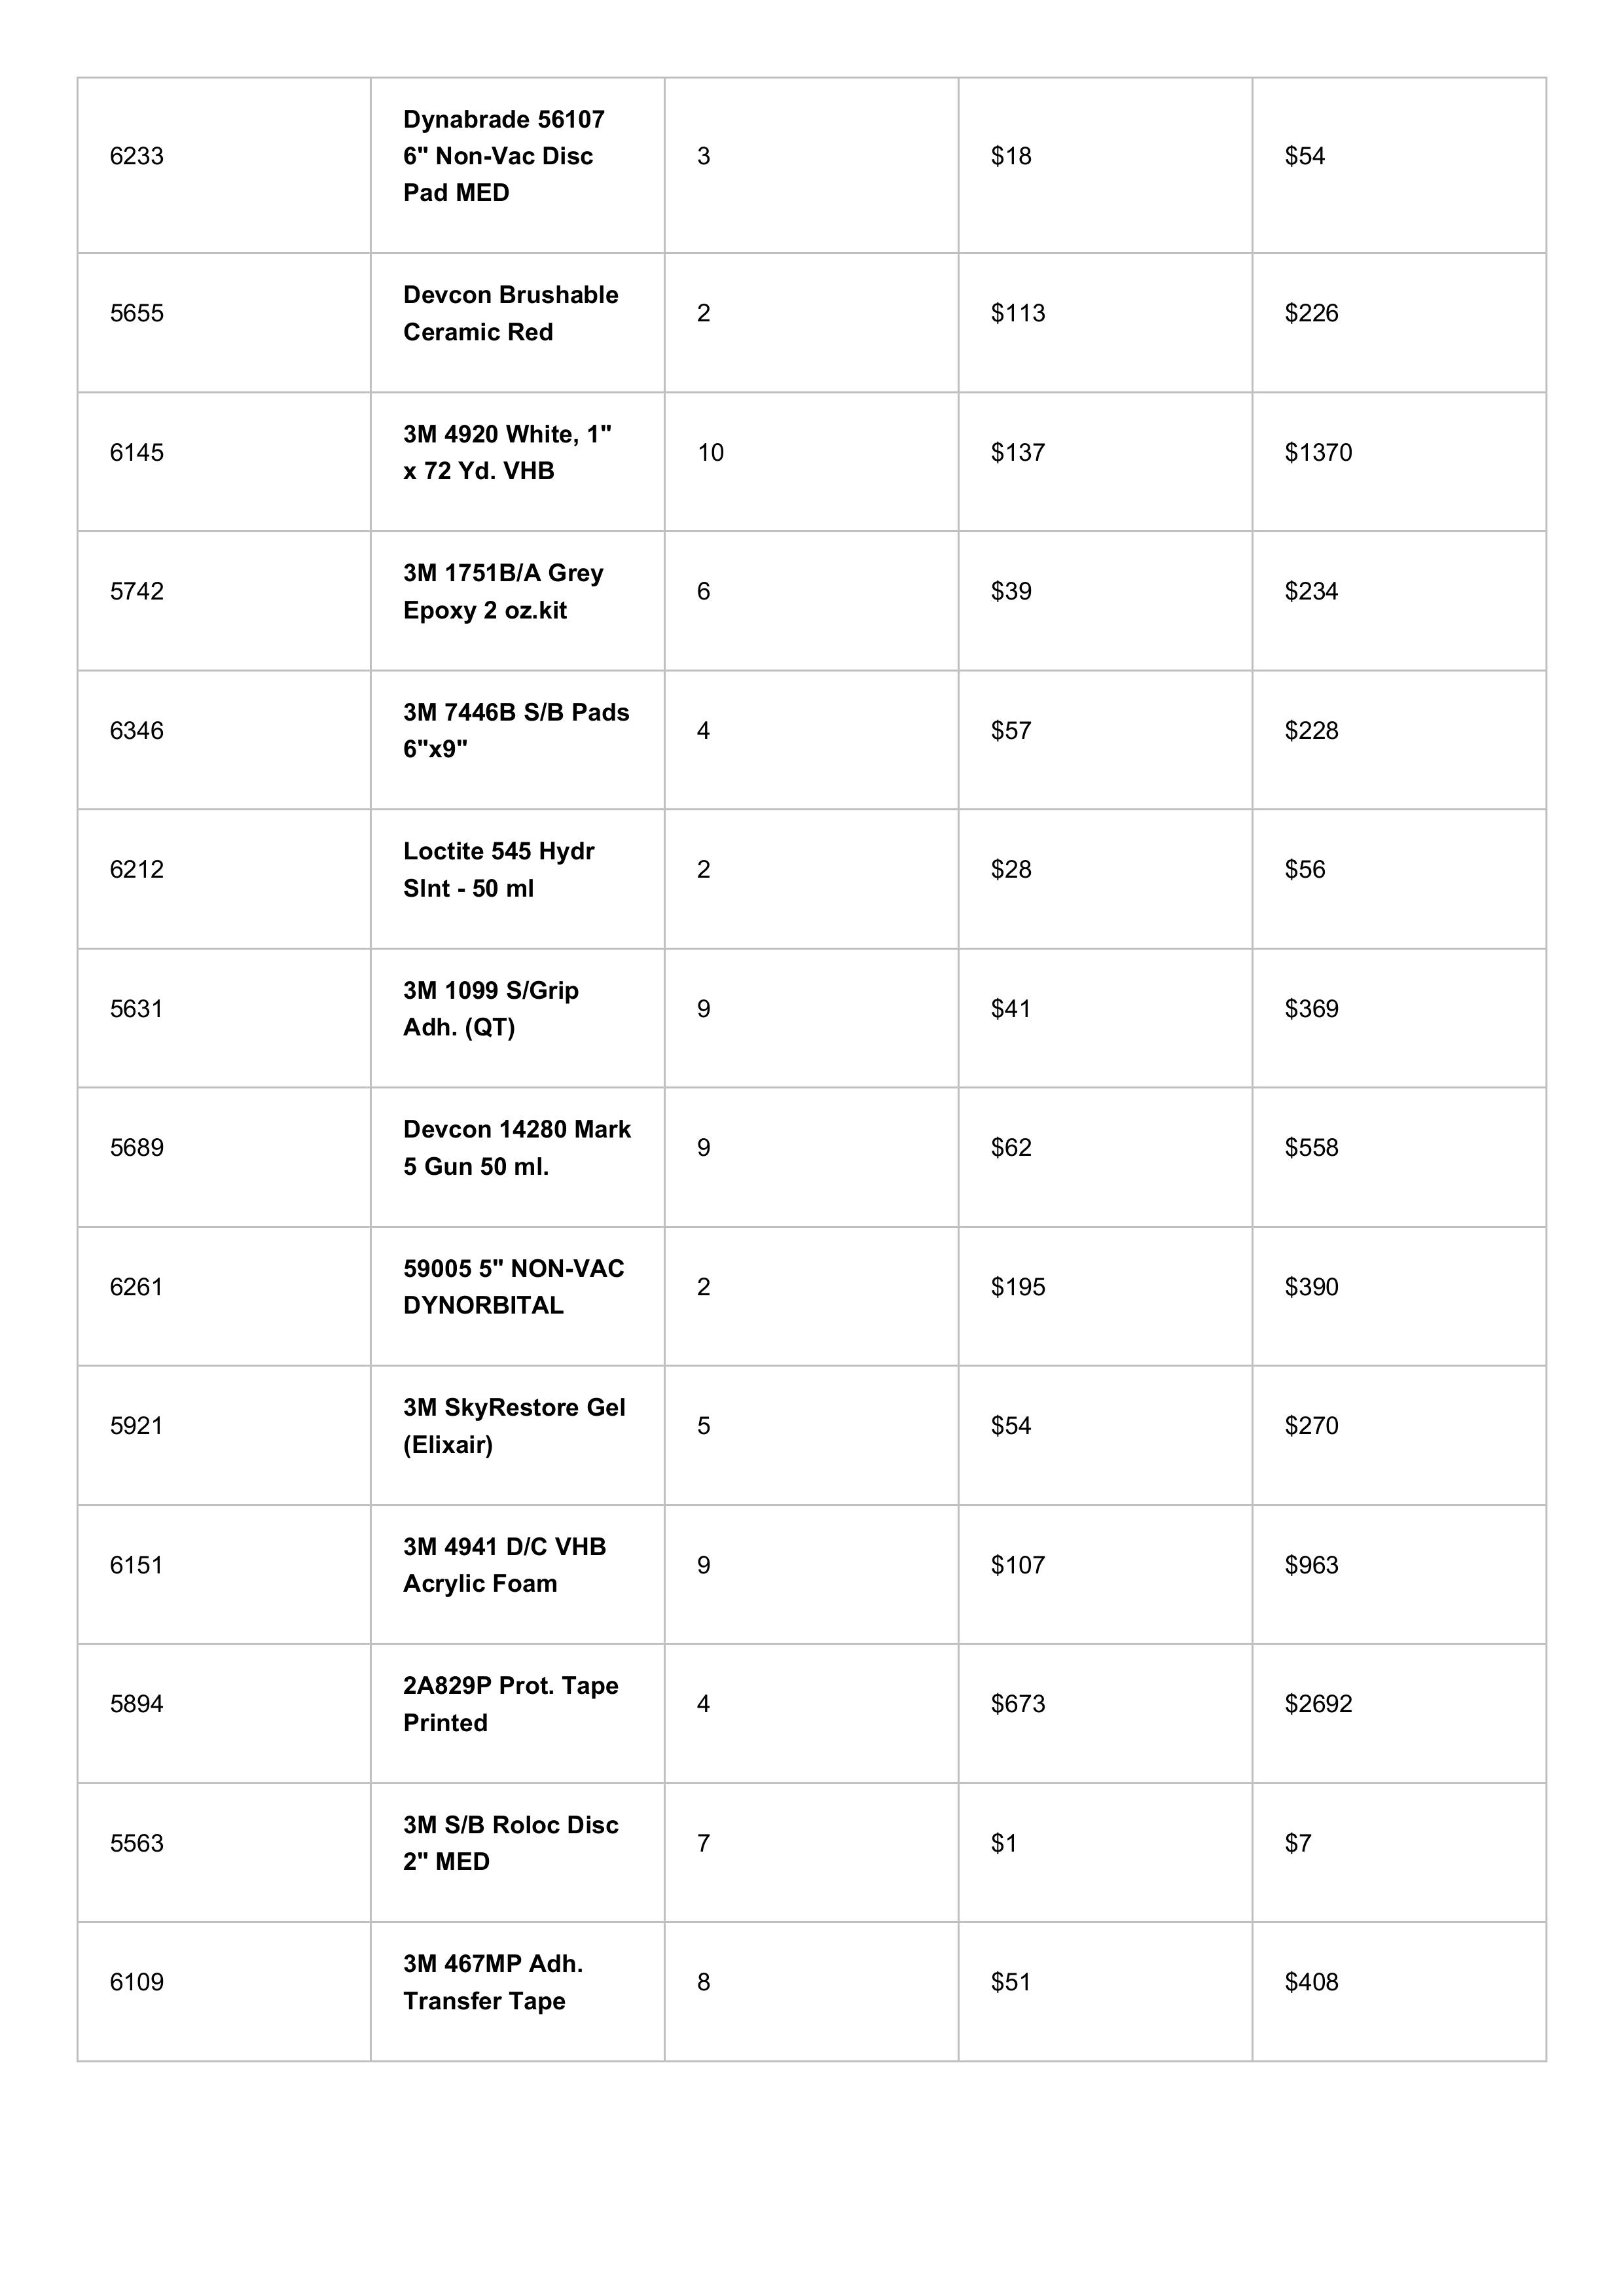 6233
Dynabrade 56107
6" Non-Vac Disc
Pad MED
3
$18
$54
5655
Devcon Brushable
Ceramic Red
2
$113
$226
6145
3M 4920 White, 1"
x 72 Yd. VHB
10
$137
$1370
5742
3M 1751B/A Grey
Epoxy 2 oz.kit
6
$39
$234
6346
3M 7446B S/B Pads
6"x9"
4
$57
$228
6212
Loctite 545 Hydr
Slnt - 50 ml
2
$28
$56
5631
3M 1099 S/Grip
Adh. (QT)
9
$41
$369
5689
Devcon 14280 Mark
5 Gun 50 ml.
9
$62
$558
6261
59005 5" NON-VAC
DYNORBITAL
2
$195
$390
5921
3M SkyRestore Gel
(Elixair)
5
$54
$270
6151
3M 4941 D/C VHB
Acrylic Foam
9
$107
$963
5894
2A829P Prot. Tape
Printed
4
$673
$2692
5563
3M S/B Roloc Disc
2" MED
7
$1
$7
6109
3M 467MP Adh.
Transfer Tape
8
$51
$408